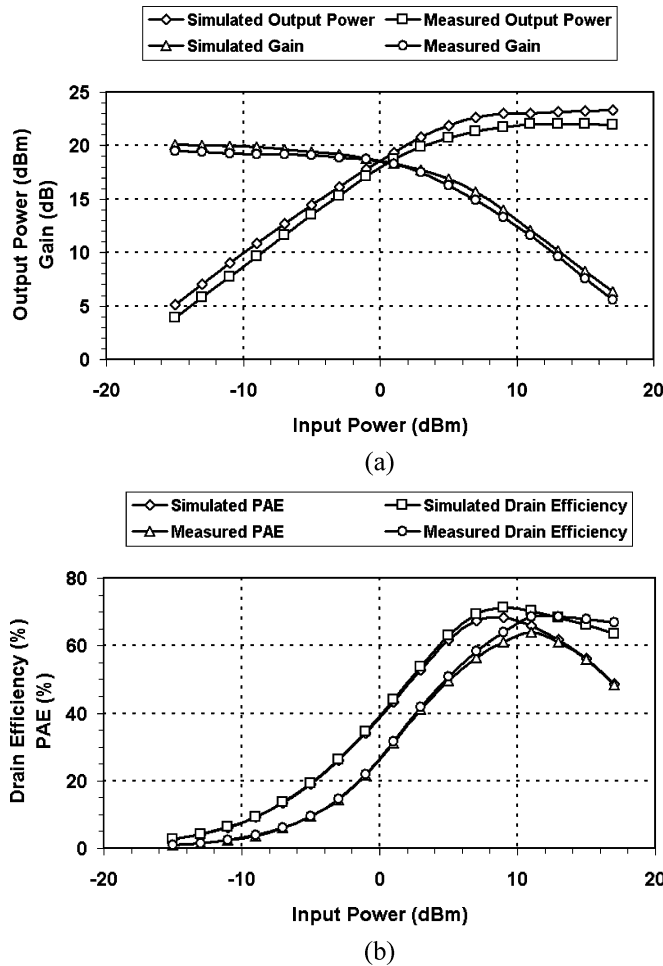 Simulated Output Power Measured Output Power
Simulated Gain Measured Gain
25
20
15
10
5
0
-20 -10 0 10 20
Output Power (dBm)
Gain (dB)
Input Power (dBm)
(a)
Simulated PAE Simulated Drain Efficiency
Measured PAE Measured Drain Efficiency
80
60
40
20
0
-20 -10 0 10 20
Drain Efficiency (%)
PAE (%)
Input Power (dBm)
(b)